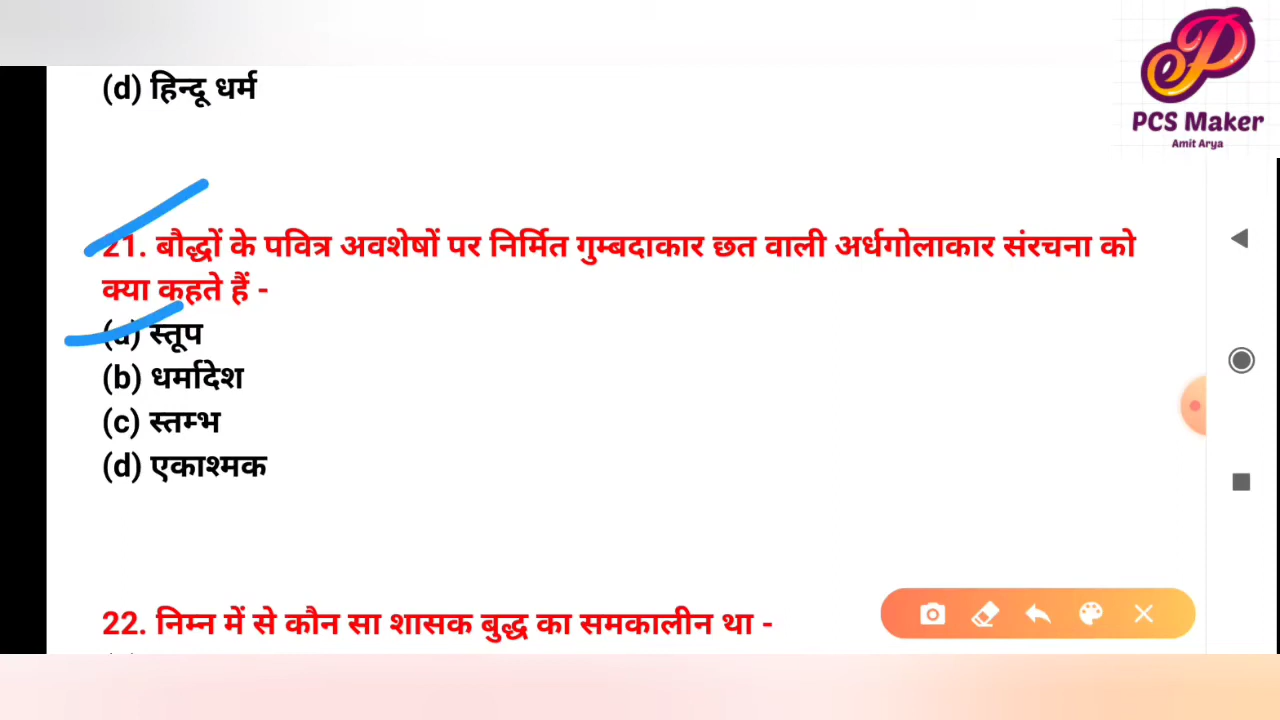 (d) हिन्दू धर्म
PCS Maker
Amit Arya
21. बौद्धों के पवित्र अवशेषों पर निर्मित गुम्बदाकार छत वाली अर्धगोलाकार संरचना को
क्या कहते हैं -
(a) स्तूप
(b) धर्मादेश
(c) स्तम्भ
(d) एकाश्मक
22. निम्न में से कौन सा शासक बुद्ध का समकालीन था -